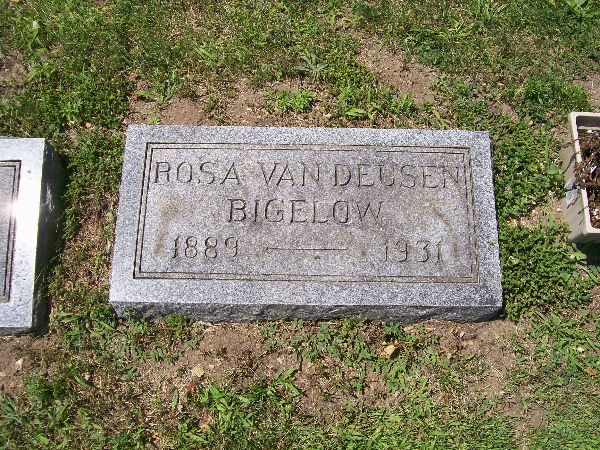 ROSA VAN DEUSEN
BIGELOW
1889 — 1931